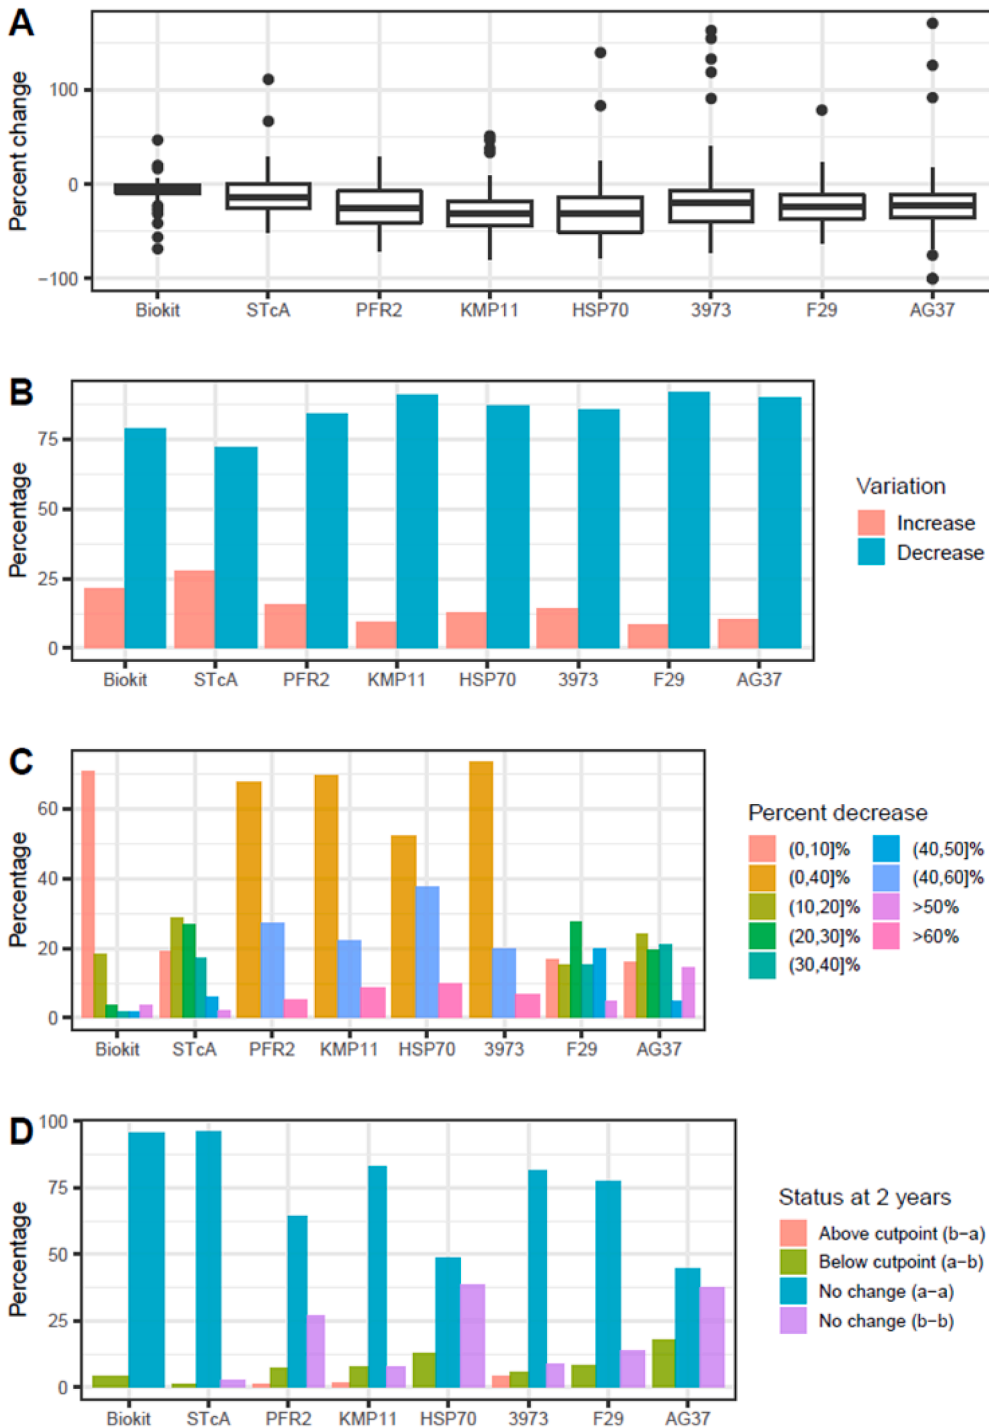 A
Percent change
100
0
−100
Biokit STcA PFR2 KMP11 HSP70 3973 F29 AG37
B
Percentage
75
50
25
0
Biokit STcA PFR2 KMP11 HSP70 3973 F29 AG37
Variation
Increase
Decrease
C
Percentage
60
40
20
0
Biokit STcA PFR2 KMP11 HSP70 3973 F29 AG37
Percent decrease
(0,10]% (40,50]%
(0,40]% (40,60]%
(10,20]% >50%
(20,30]% >60%
(30,40]%
D
Percentage
100
75
50
25
0
Biokit STcA PFR2 KMP11 HSP70 3973 F29 AG37
Status at 2 years
Above cutpoint (b−a)
Below cutpoint (a−b)
No change (a−a)
No change (b−b)